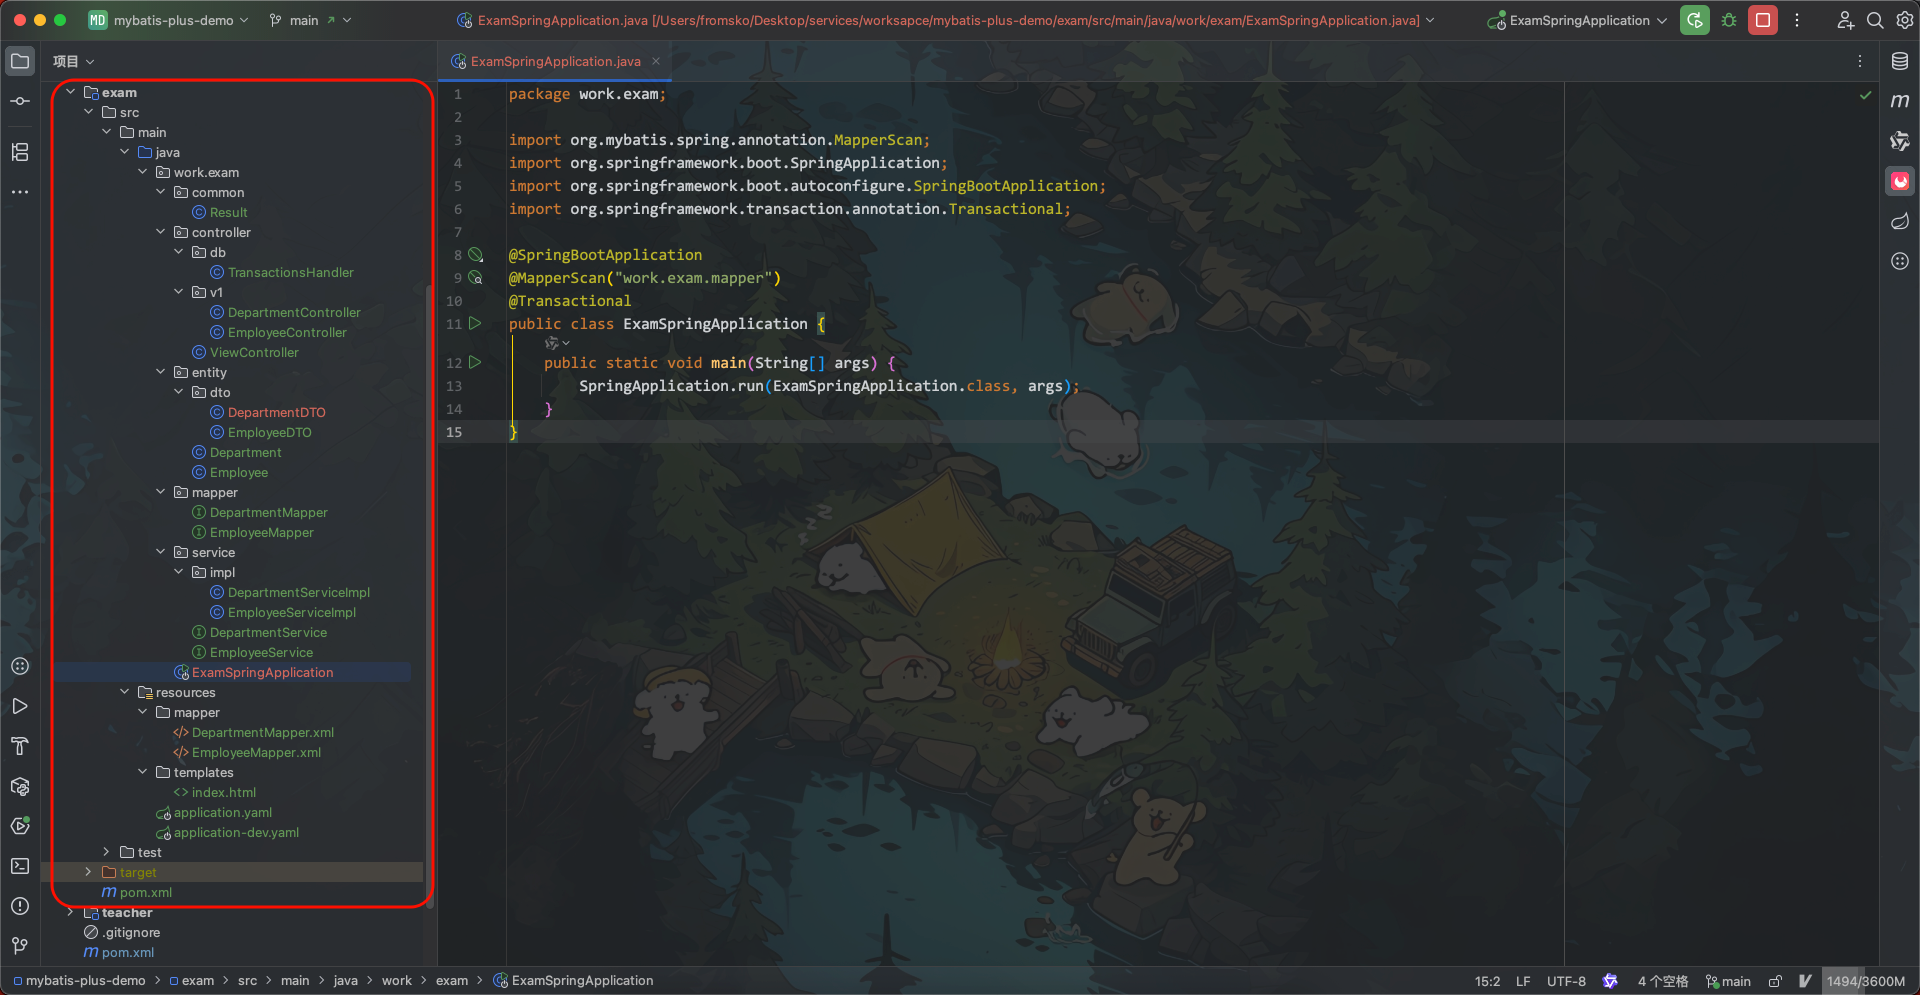 MD mybatis-plus-demo main ExamSpringApplication.java [/Users/fromsko/Desktop/services/worksapce/mybatis-plus-demo/exam/src/main/java/work/exam/ExamSpringApplication.java] ExamSpringApplication
项目
exam
src
main
java
work.exam
common
Result
controller
db
TransactionsHandler
v1
DepartmentController
EmployeeController
ViewController
entity
dto
DepartmentDTO
EmployeeDTO
Department
Employee
mapper
DepartmentMapper
EmployeeMapper
service
impl
DepartmentServiceImpl
EmployeeServiceImpl
DepartmentService
EmployeeService
ExamSpringApplication
resources
mapper
DepartmentMapper.xml
EmployeeMapper.xml
templates
index.html
application.yaml
application-dev.yaml
test
target
pom.xml
teacher
.gitignore
pom.xml
ExamSpringApplication.java
1 package work.exam;
2
3 import org.mybatis.spring.annotation.MapperScan;
4 import org.springframework.boot.SpringApplication;
5 import org.springframework.boot.autoconfigure.SpringBootApplication;
6 import org.springframework.transaction.annotation.Transactional;
7
8 @SpringBootApplication
9 @MapperScan("work.exam.mapper")
10 @Transactional
11 public class ExamSpringApplication {
12 public static void main(String[] args) {
13 SpringApplication.run(ExamSpringApplication.class, args);
14 }
15 }
mybatis-plus-demo > exam > src > main > java > work > exam > ExamSpringApplication 15:2 LF UTF-8 4 个空格 main 1494/3600M